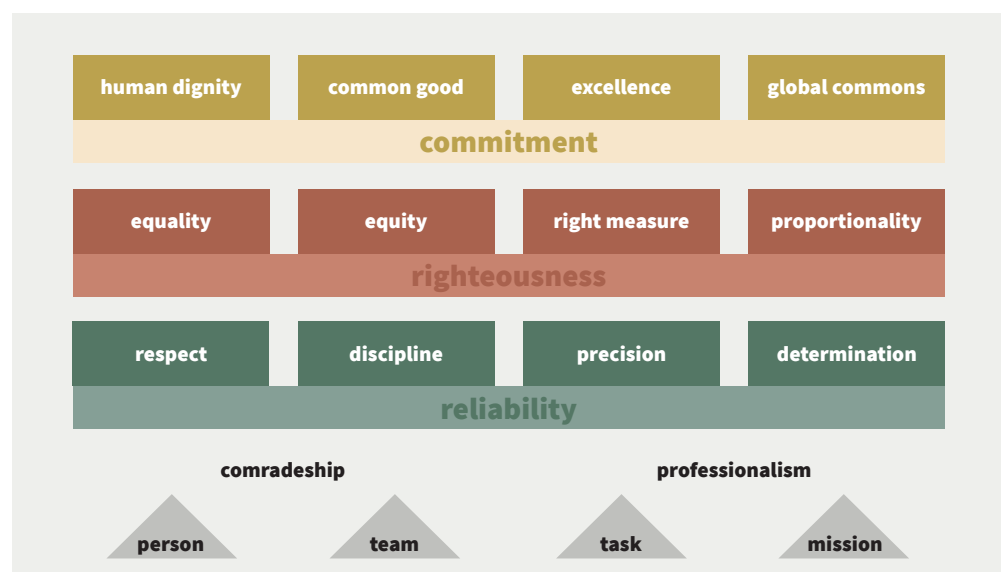 human dignity common good excellence global commons
commitment
equality equity right measure proportionality
righteousness
respect discipline precision determination
reliability
comradeship professionalism
person team task mission